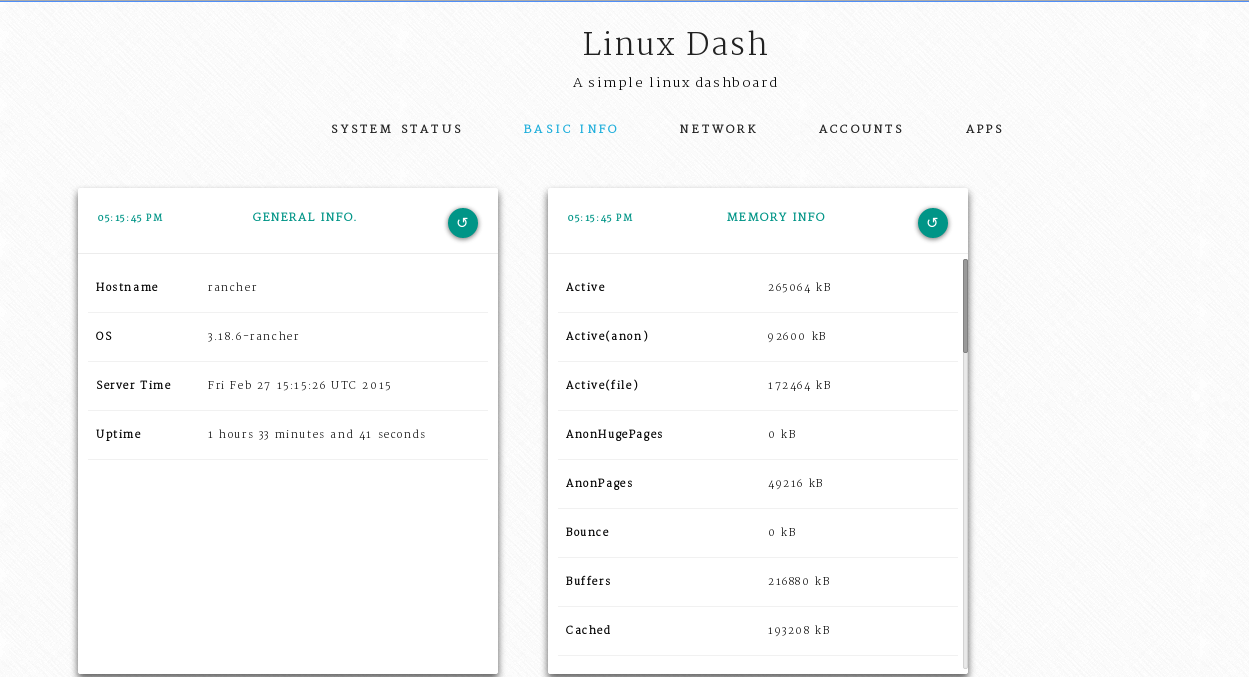 Linux Dash
A simple linux dashboard
SYSTEM STATUS BASIC INFO NETWORK ACCOUNTS APPS
05:15:45 PM GENERAL INFO. ↺
Hostname rancher
OS 3.18.6-rancher
Server Time Fri Feb 27 15:15:26 UTC 2015
Uptime 1 hours 33 minutes and 41 seconds
05:15:45 PM MEMORY INFO ↺
Active 265064 kB
Active(anon) 92600 kB
Active(file) 172464 kB
AnonHugePages 0 kB
AnonPages 49216 kB
Bounce 0 kB
Buffers 216880 kB
Cached 193208 kB